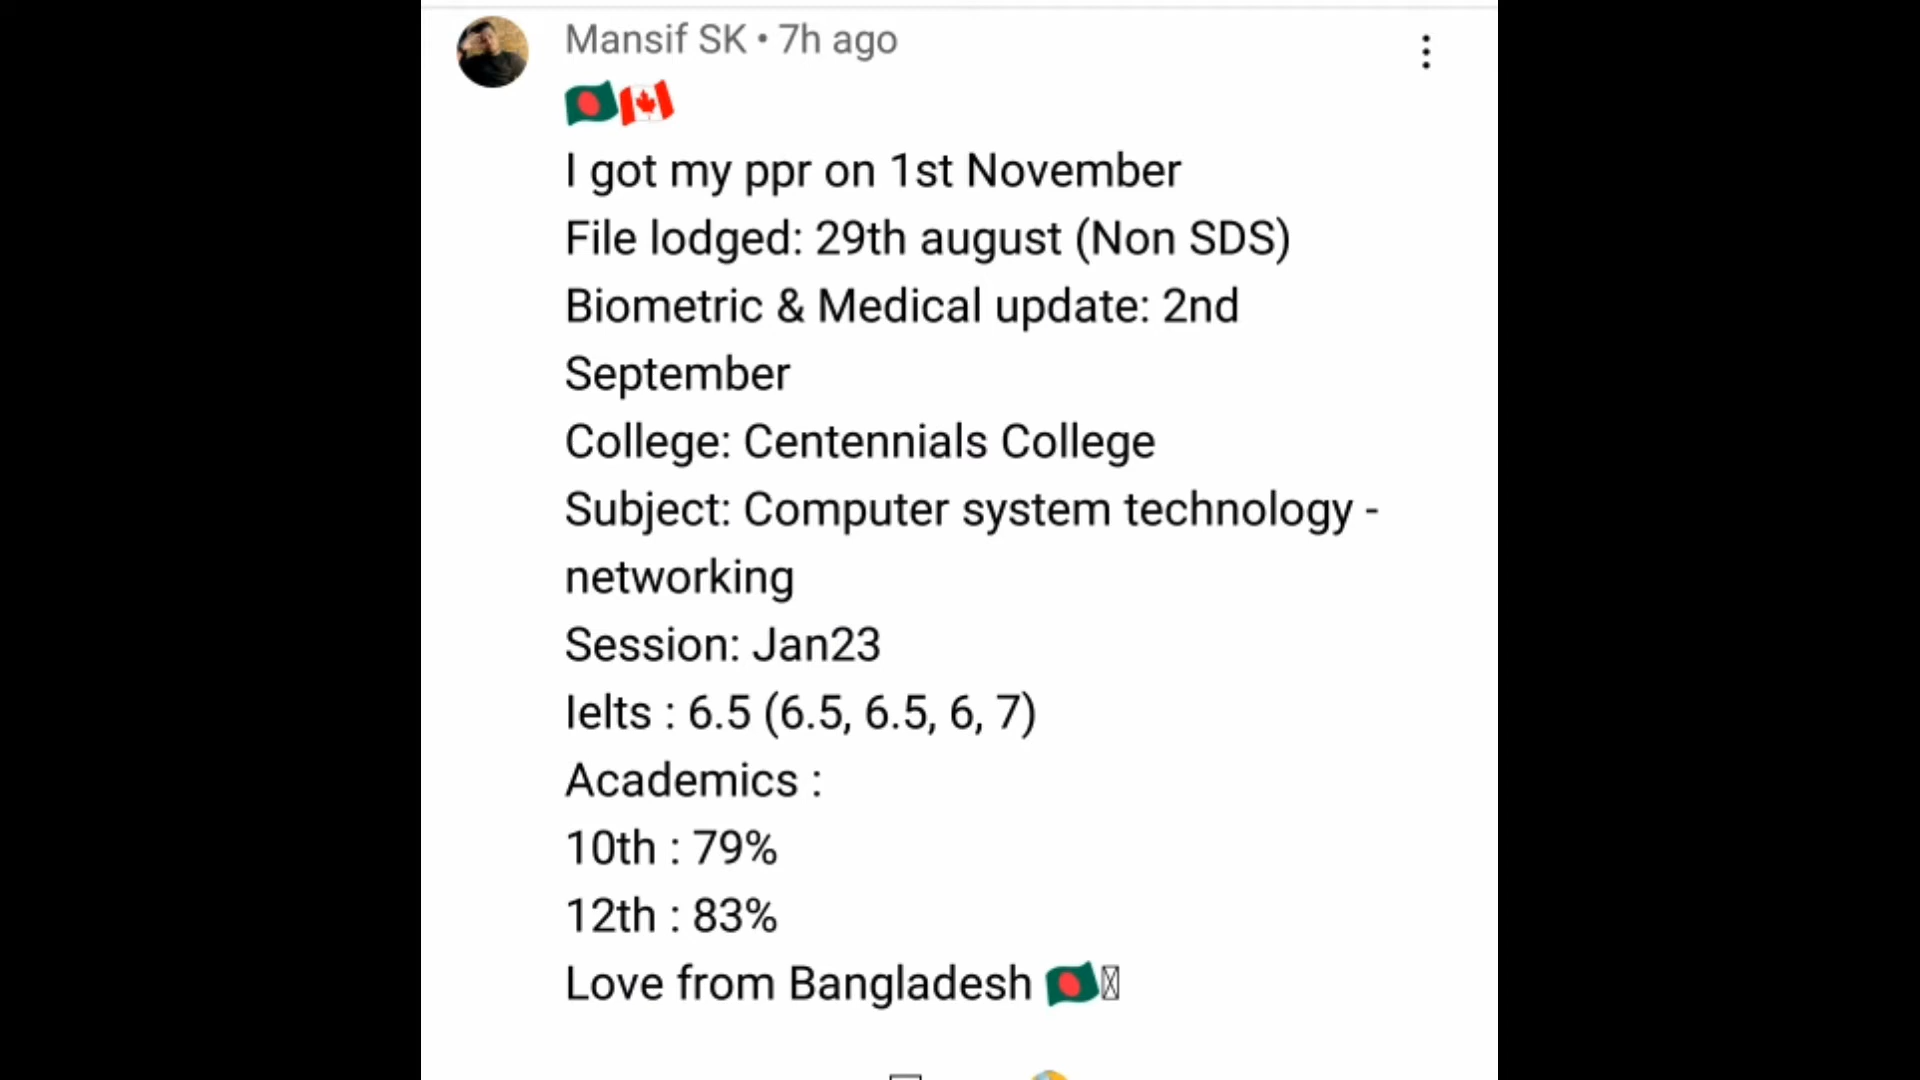 Mansif SK • 7h ago
🇧🇩🇨🇦
I got my ppr on 1st November
File lodged: 29th august (Non SDS)
Biometric & Medical update: 2nd
September
College: Centennials College
Subject: Computer system technology -
networking
Session: Jan23
Ielts : 6.5 (6.5, 6.5, 6, 7)
Academics :
10th : 79%
12th : 83%
Love from Bangladesh 🇧🇩